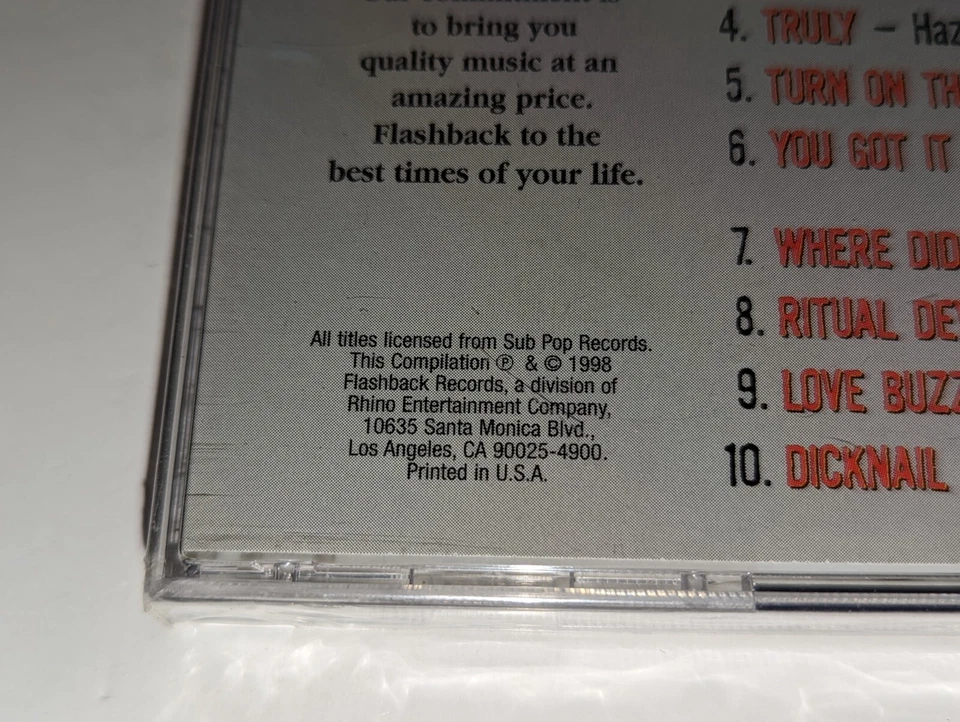 Our commitment is
to bring you
quality music at an
amazing price.
Flashback to the
best times of your life.
All titles licensed from Sub Pop Records.
This Compilation ℗ & © 1998
Flashback Records, a division of
Rhino Entertainment Company,
10635 Santa Monica Blvd.,
Los Angeles, CA 90025-4900.
Printed in U.S.A.
4. TRULY – Haz
5. TURN ON TH
6. YOU GOT IT
7. WHERE DID
8. RITUAL DE
9. LOVE BUZZ
10. DICKNAIL